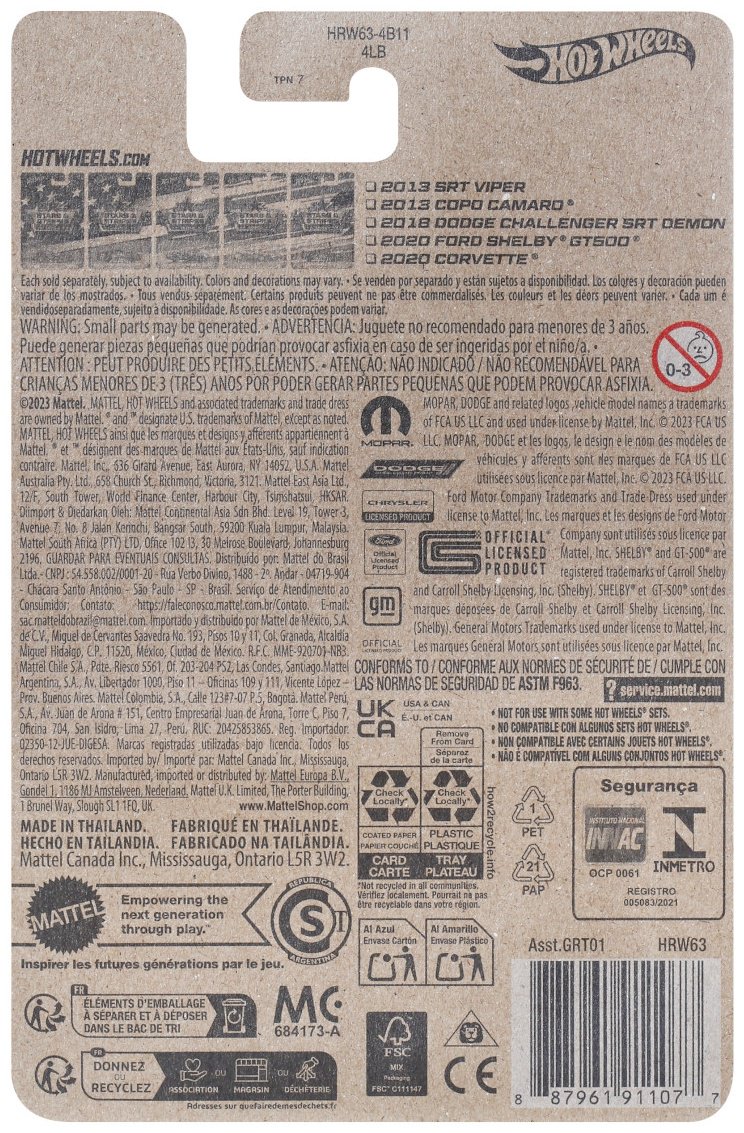 HRW63-4B11
4LB
TPN 7
HOT WHEELS
HOTWHEELS.COM
STARS & STRIPES
STARS & STRIPES
STARS & STRIPES
STARS & STRIPES
STARS & STRIPES
2013 SRT VIPER
2013 COPO CAMARO®
2018 DODGE CHALLENGER SRT DEMON
2020 FORD SHELBY® GT500®
2020 CORVETTE®
Each sold separately, subject to availability. Colors and decorations may vary. • Se venden por separado y están sujetos a disponibilidad. Los colores y decoración pueden
variar de los mostrados. • Tous vendus séparément. Certains produits peuvent ne pas être commercialisés. Les couleurs et les déors peuvent varier. • Cada um é
vendidoseparadamente, sujeito à disponibilidade. As cores e as decorações podem variar.
WARNING: Small parts may be generated. • ADVERTENCIA: Juguete no recomendado para menores de 3 años.
Puede generar piezas pequeñas que podrían provocar asfixia en caso de ser ingeridas por el niño/a. •
ATTENTION : PEUT PRODUIRE DES PETITS ÉLÉMENTS. • ATENÇÃO: NÃO INDICADO / NÃO RECOMENDÁVEL PARA
CRIANÇAS MENORES DE 3 (TRÊS) ANOS POR PODER GERAR PARTES PEQUENAS QUE PODEM PROVOCAR ASFIXIA.
0-3
©2023 Mattel. MATTEL, HOT WHEELS and associated trademarks and trade dress
are owned by Mattel. ® and ™ designate U.S. trademarks of Mattel, except as noted.
MATTEL, HOT WHEELS ainsi que les marques et designs y afférents appartiennent à
Mattel. ® et ™ désignent des marques de Mattel aux États-Unis, sauf indication
contraire. Mattel, Inc., 636 Girard Avenue, East Aurora, NY 14052, U.S.A. Mattel
Australia Pty. Ltd., 658 Church St., Richmond, Victoria, 3121. Mattel East Asia Ltd.,
12/F, South Tower, World Finance Center, Harbour City, Tsimshatsui, HKSAR.
Diimport & Diedarkan Oleh: Mattel Continental Asia Sdn Bhd. Level 19, Tower 3,
Avenue 7, No. 8 Jalan Kerinchi, Bangsar South, 59200 Kuala Lumpur, Malaysia.
Mattel South Africa (PTY) LTD, Office 102 I3, 30 Melrose Boulevard, Johannesburg
2196. GUARDAR PARA EVENTUAIS CONSULTAS. Distribuido por: Mattel do Brasil
Ltda.- CNPJ : 54.558.002/0001-20 - Rua Verbo Divino, 1488 - 2º. Andar - 04719-904
- Chácara Santo Antônio - São Paulo - SP - Brasil. Serviço de Atendimento ao
Consumidor: Contato: https://faleconosco.mattel.com.br/Contato. E-mail:
sac.matteldobrazil@mattel.com. Importado y distribuido por Mattel de México, S.A.
de C.V., Miguel de Cervantes Saavedra No. 193, Pisos 10 y 11, Col. Granada, Alcaldía
Miguel Hidalgo, C.P. 11520, México, Ciudad de México. R.F.C. MME-920701-NB3.
Mattel Chile S.A., Pdte. Riesco 5561, Of. 203-204 PS2, Las Condes, Santiago. Mattel
Argentina, S.A., Av. Libertador 1000, Piso 11 – Oficinas 109 y 111, Vicente López –
Prov. Buenos Aires. Mattel Colombia, S.A., Calle 123#7-07 P.5, Bogotá. Mattel Perú,
S.A., Av. Juan de Arona # 151, Centro Empresarial Juan de Arona, Torre C, Piso 7,
Oficina 704, San Isidro, Lima 27, Perú. RUC: 20425853865. Reg. Importador:
02350-12-JUE-DIGESA. Marcas registradas utilizadas bajo licencia. Todos los
derechos reservados. Imported by/ Importé par: Mattel Canada Inc., Mississauga,
Ontario L5R 3W2. Manufactured, imported or distributed by: Mattel Europa B.V.,
Gondel 1, 1186 MJ Amstelveen, Nederland. Mattel U.K. Limited, The Porter Building,
1 Brunel Way, Slough SL1 1FQ, UK. www.MattelShop.com
MADE IN THAILAND. FABRIQUÉ EN THAÏLANDE.
HECHO EN TAILANDIA. FABRICADO NA TAILÂNDIA.
Mattel Canada Inc., Mississauga, Ontario L5R 3W2.
MOPAR.
DODGE
CHRYSLER
LICENSED PRODUCT
Ford
Official
Licensed
Product
gm
OFFICIAL
LICENSED PRODUCT
MOPAR, DODGE and related logos ,vehicle model names a trademarks
of FCA US LLC and used under license by Mattel, Inc. © 2023 FCA US
LLC. MOPAR, DODGE et les logos, le design e le nom des modèles de
véhicules y afférents sont des marques de FCA US LLC
utilisées sous licence par Mattel, Inc. © 2023 FCA US LLC
Ford Motor Company Trademarks and Trade Dress used under
license to Mattel, Inc. Les marques et les designs de Ford Motor
CS
OFFICIAL®
LICENSED
PRODUCT
Company sont utilisés sous licence par
Mattel, Inc. SHELBY® and GT-500® are
registered trademarks of Carroll Shelby
and Carroll Shelby Licensing, Inc. (Shelby). SHELBY® et GT-500® sont des
marques déposées de Carroll Shelby et Carroll Shelby Licensing, Inc.
(Shelby). General Motors Trademarks used under license to Mattel, Inc.
Les marques General Motors sont utilisées sous licence par Mattel, Inc.
CONFORMS TO / CONFORME AUX NORMES DE SÉCURITÉ DE / CUMPLE CON
LAS NORMAS DE SEGURIDAD DE ASTM F963.
? service.mattel.com
UK
CA
USA & CAN
É.-U. et CAN
• NOT FOR USE WITH SOME HOT WHEELS® SETS.
• NO COMPATIBLE CON ALGUNOS SETS HOT WHEELS®.
• NON COMPATIBLE AVEC CERTAINS JOUETS HOT WHEELS®.
• NÃO É COMPATÍVEL COM ALGUNS CONJUNTOS HOT WHEELS®.
Remove
From Card
Séparez
de la carte
Check
Locally*
Check
Locally*
COATED PAPER
PAPIER COUCHÉ
PLASTIC
PLASTIQUE
CARD
CARTE
TRAY
PLATEAU
how2recycle.info
*Not recycled in all communities.
Vérifiez localement. Pourrait ne pas
être recyclable dans votre région.
1
PET
21
PAP
Segurança
INSTITUTO NACIONAL
INNAC
OCP 0061
INMETRO
REGISTRO
005083/2021
MATTEL
Empowering the
next generation
through play.™
Inspirer les futures générations par le jeu.
REPUBLICA
S
ARGENTINA
Al Azul
Envase Cartón
Al Amarillo
Envase Plástico
Asst.GRT01 HRW63
FR
ÉLÉMENTS D'EMBALLAGE
À SÉPARER ET À DÉPOSER
DANS LE BAC DE TRI
MC
684173-A
FR
DONNEZ
OU
RECYCLEZ
ASSOCIATION
OU
MAGASIN
OU
DÉCHÈTERIE
Adresses sur quefairedemesdechets.fr
FSC
MIX
Packaging
FSC® C111147
CE
8 87961 91107 7